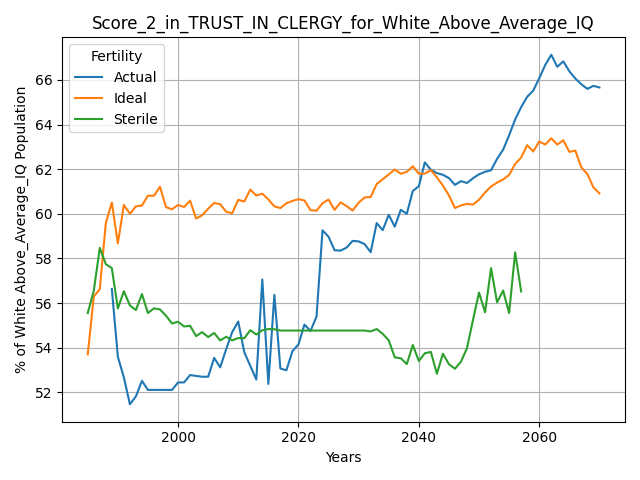 Score_2_in_TRUST_IN_CLERGY_for_White_Above_Average_IQ
Fertility
Actual
Ideal
Sterile
% of White Above_Average_IQ Population
66
64
62
60
58
56
54
52
2000 2020 2040 2060
Years